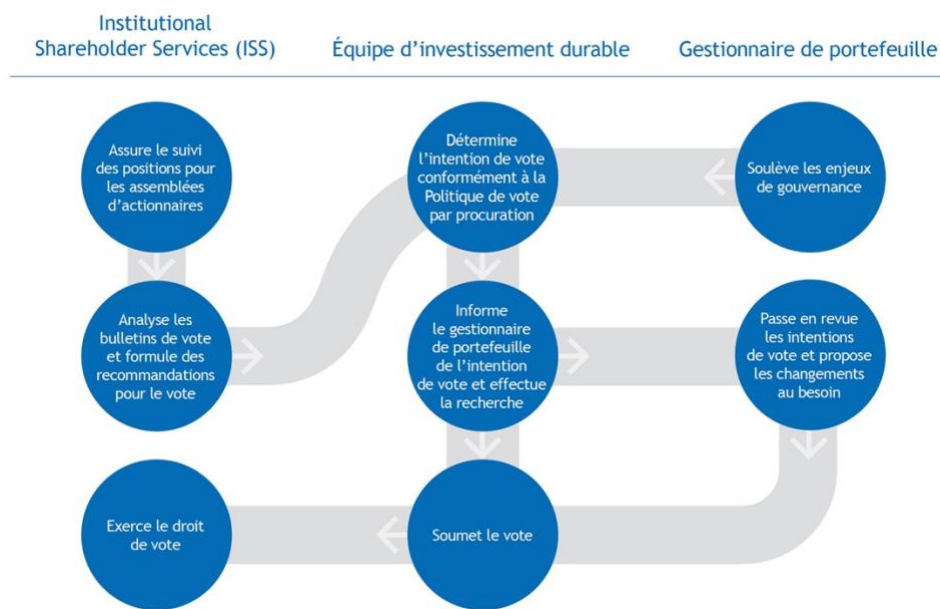 Institutional
Shareholder Services (ISS)
Équipe d’investissement durable
Gestionnaire de portefeuille
Assure le suivi
des positions pour
les assemblées
d’actionnaires
Détermine
l’intention de vote
conformément à la
Politique de vote
par procuration
Soulève les enjeux
de gouvernance
Analyse les
bulletins de vote
et formule des
recommandations
pour le vote
Informe
le gestionnaire
de portefeuille
de l’intention
de vote et effectue
la recherche
Passe en revue
les intentions
de vote et propose
les changements
au besoin
Exerce le droit
de vote
Soumet le vote